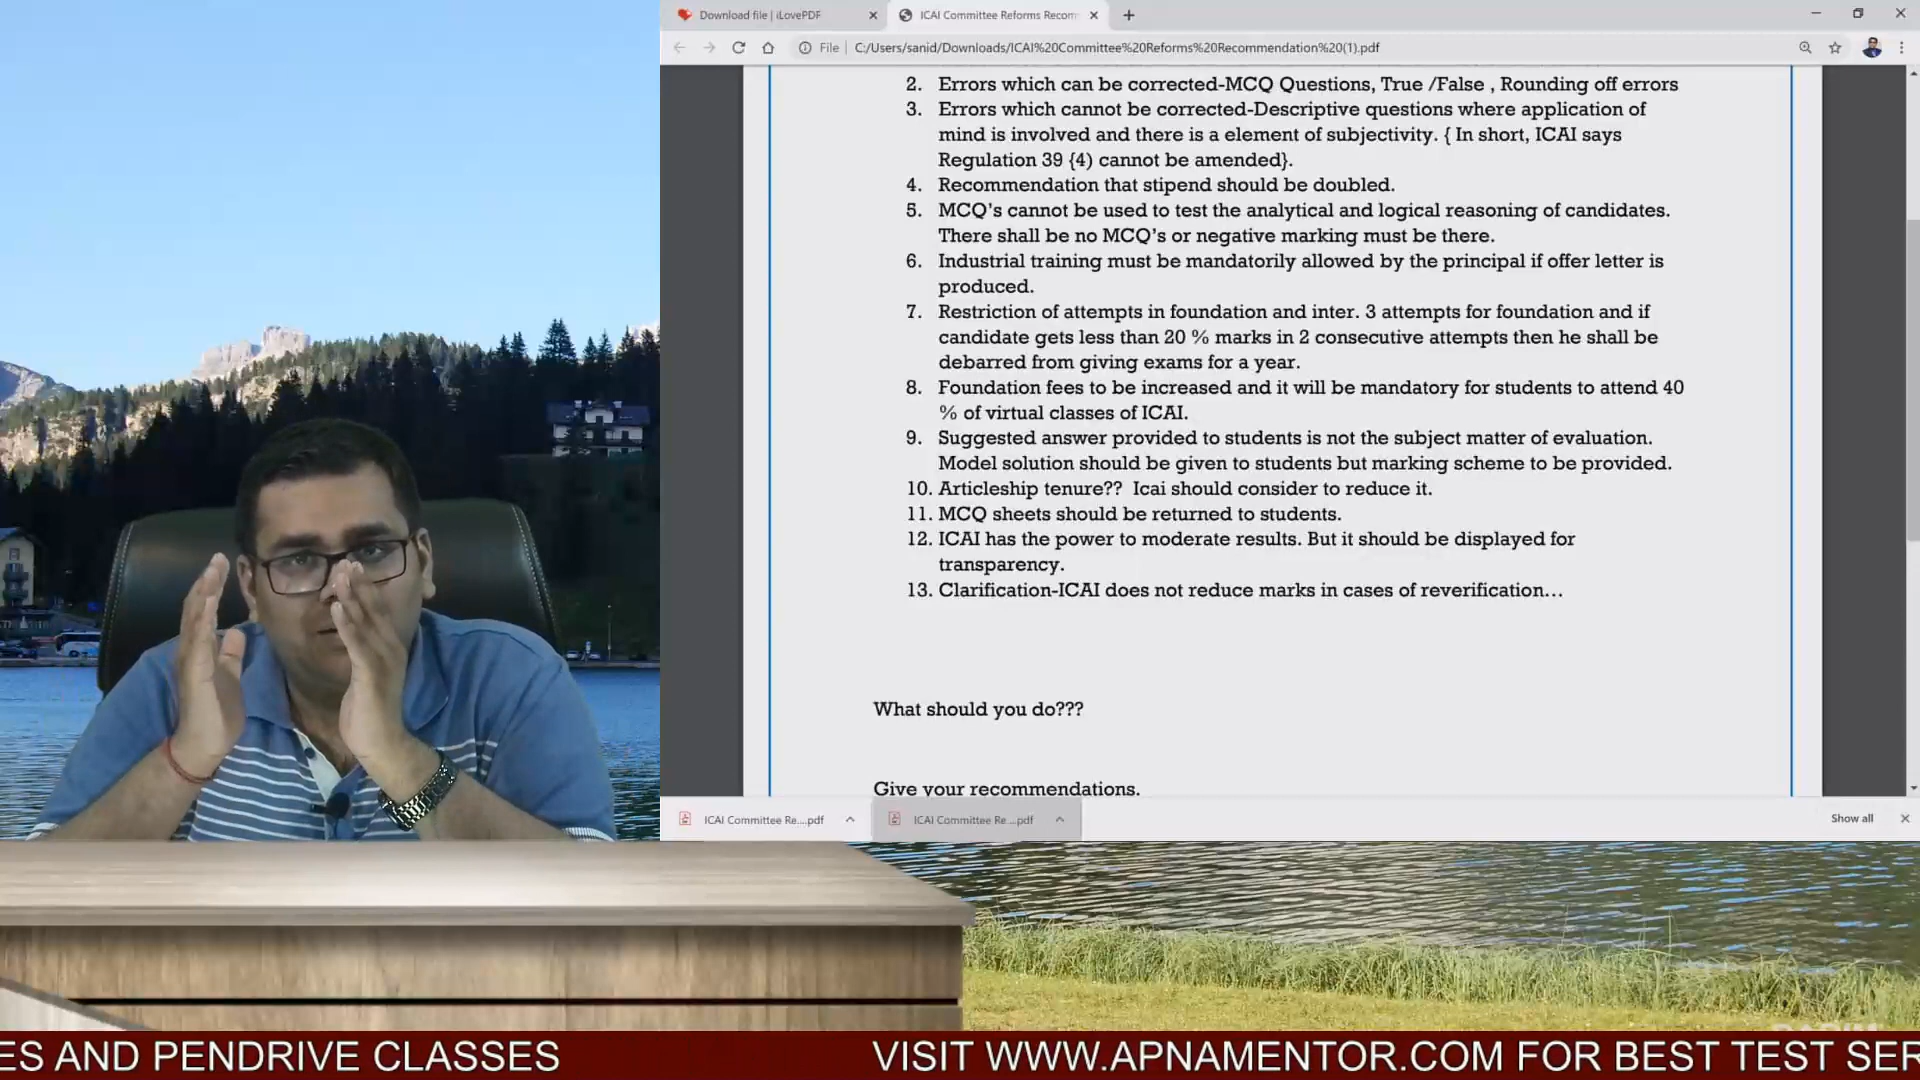 Download file | iLovePDF
ICAI Committee Reforms Recom
File
C:/Users/sanid/Downloads/ICAI%20Committee%20Reforms%20Recommendation%20(1).pdf
2. Errors which can be corrected-MCQ Questions, True /False , Rounding off errors
3. Errors which cannot be corrected-Descriptive questions where application of
mind is involved and there is a element of subjectivity. { In short, ICAI says
Regulation 39 {4) cannot be amended}.
4. Recommendation that stipend should be doubled.
5. MCQ's cannot be used to test the analytical and logical reasoning of candidates.
There shall be no MCQ's or negative marking must be there.
6. Industrial training must be mandatorily allowed by the principal if offer letter is
produced.
7. Restriction of attempts in foundation and inter. 3 attempts for foundation and if
candidate gets less than 20 % marks in 2 consecutive attempts then he shall be
debarred from giving exams for a year.
8. Foundation fees to be increased and it will be mandatory for students to attend 40
% of virtual classes of ICAI.
9. Suggested answer provided to students is not the subject matter of evaluation.
Model solution should be given to students but marking scheme to be provided.
10. Articleship tenure?? Icai should consider to reduce it.
11. MCQ sheets should be returned to students.
12. ICAI has the power to moderate results. But it should be displayed for
transparency.
13. Clarification-ICAI does not reduce marks in cases of reverification...
What should you do???
Give your recommendations.
ICAI Committee Re....pdf
ICAI Committee Re ...pdf
Show all
ES AND PENDRIVE CLASSES
VISIT WWW.APNAMENTOR.COM FOR BEST TEST SER